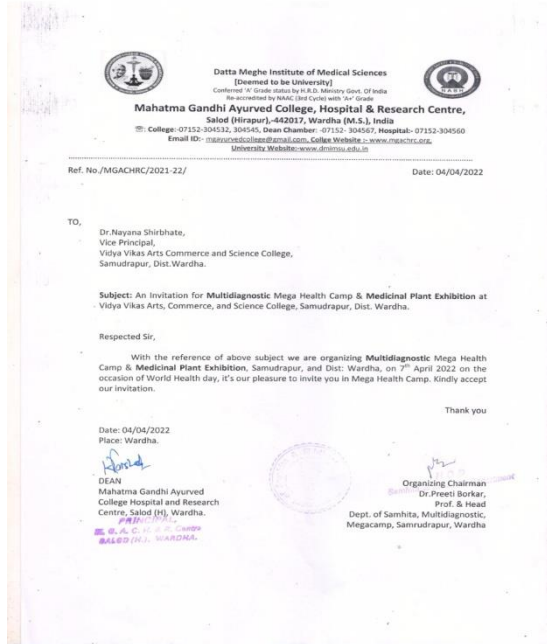 Datta Meghe Institute of Medical Sciences
[Deemed to be University]
Conferred 'A' Grade status by H.R.D. Ministry Govt. Of India
Re-accredited by NAAC (3rd Cycle) with 'A+' Grade
Mahatma Gandhi Ayurved College, Hospital & Research Centre,
Salod (Hirapur),-442017, Wardha (M.S.), India
☎: College:-07152-304532, 304545, Dean Chamber: -07152- 304567, Hospital:- 07152-304560
Email ID:- mgayurvedcollege@gmail.com, Collge Website :- www.mgachrc.org,
University Website:-www.dmimsu.edu.in
Ref. No./MGACHRC/2021-22/
Date: 04/04/2022
TO,
Dr.Nayana Shirbhate,
Vice Principal,
Vidya Vikas Arts Commerce and Science College,
Samudrapur, Dist.Wardha.
Subject: An Invitation for Multidiagnostic Mega Health Camp & Medicinal Plant Exhibition at
Vidya Vikas Arts, Commerce, and Science College, Samudrapur, Dist. Wardha.
Respected Sir,
With the reference of above subject we are organizing Multidiagnostic Mega Health
Camp & Medicinal Plant Exhibition, Samudrapur, and Dist: Wardha, on 7th April 2022 on the
occasion of World Health day, it's our pleasure to invite you in Mega Health Camp. Kindly accept
our invitation.
Thank you
Date: 04/04/2022
Place: Wardha.
DEAN
Mahatma Gandhi Ayurved
College Hospital and Research
Centre, Salod (H), Wardha.
PRINCIPAL,
M. G. A. C. H. & R. Centre
SALOD (H.). WARDHA.
Organizing Chairman
Dr.Preeti Borkar,
Prof. & Head
Dept. of Samhita, Multidiagnostic,
Megacamp, Samrudrapur, Wardha